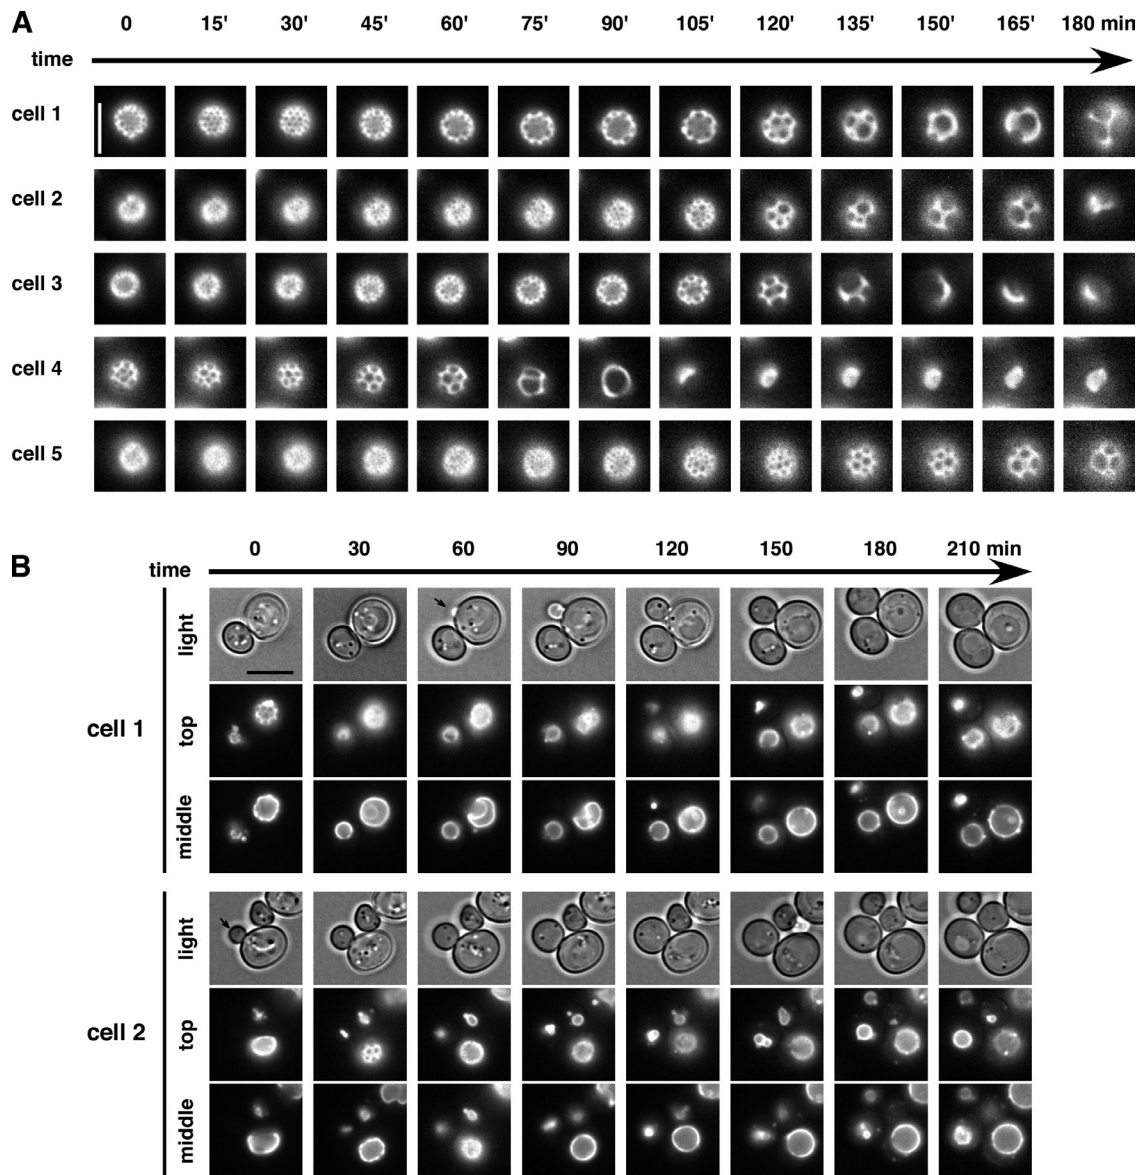 A
0 15' 30' 45' 60' 75' 90' 105' 120' 135' 150' 165' 180 min
time
cell 1
cell 2
cell 3
cell 4
cell 5
B
0 30 60 90 120 150 180 210 min
time
light
cell 1
top
middle
light
cell 2
top
middle